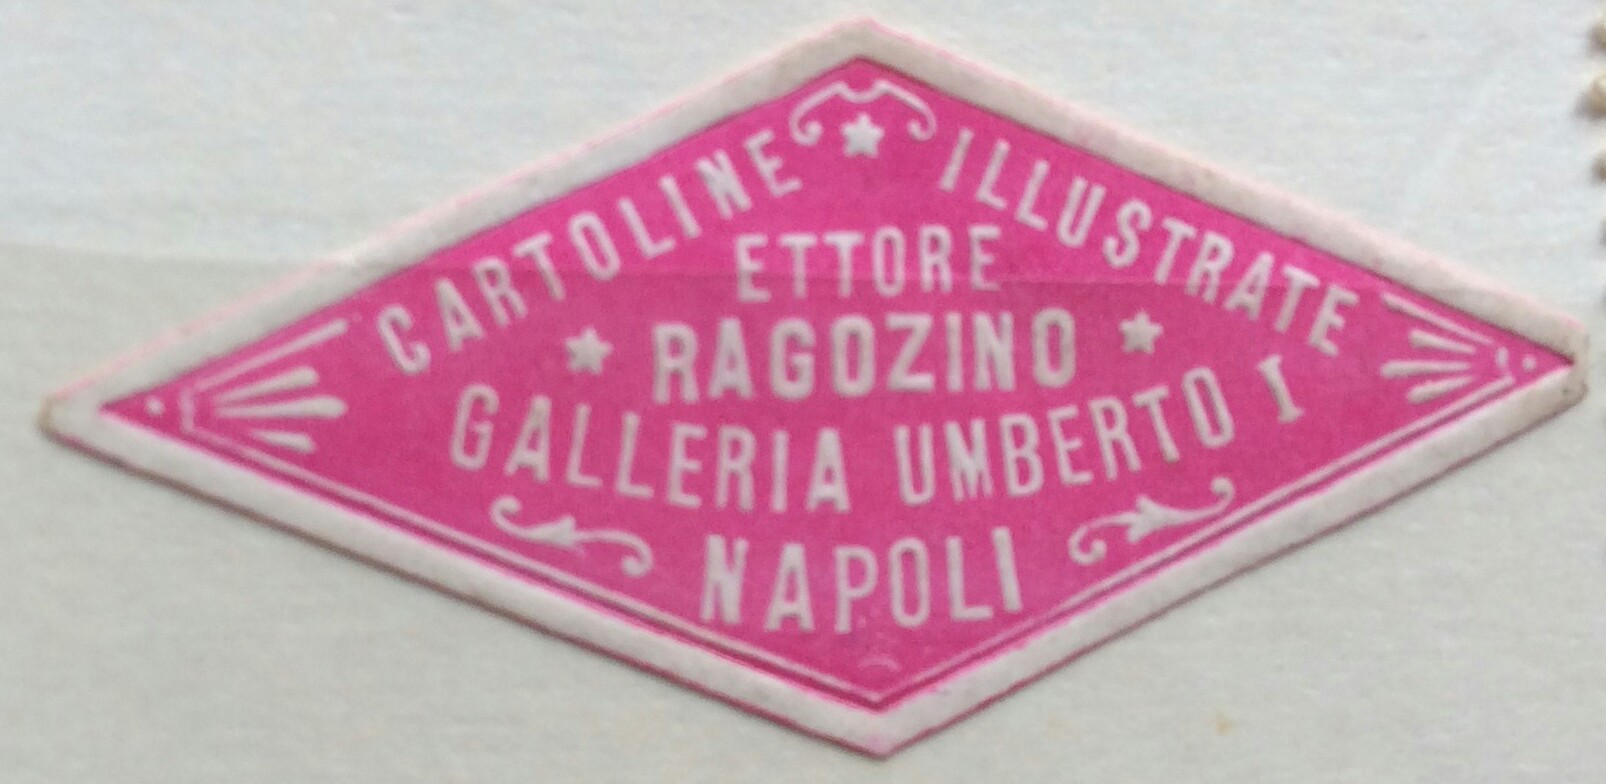 CARTOLINE ILLUSTRATE
ETTORE
RAGOZINO
GALLERIA UMBERTO I
NAPOLI